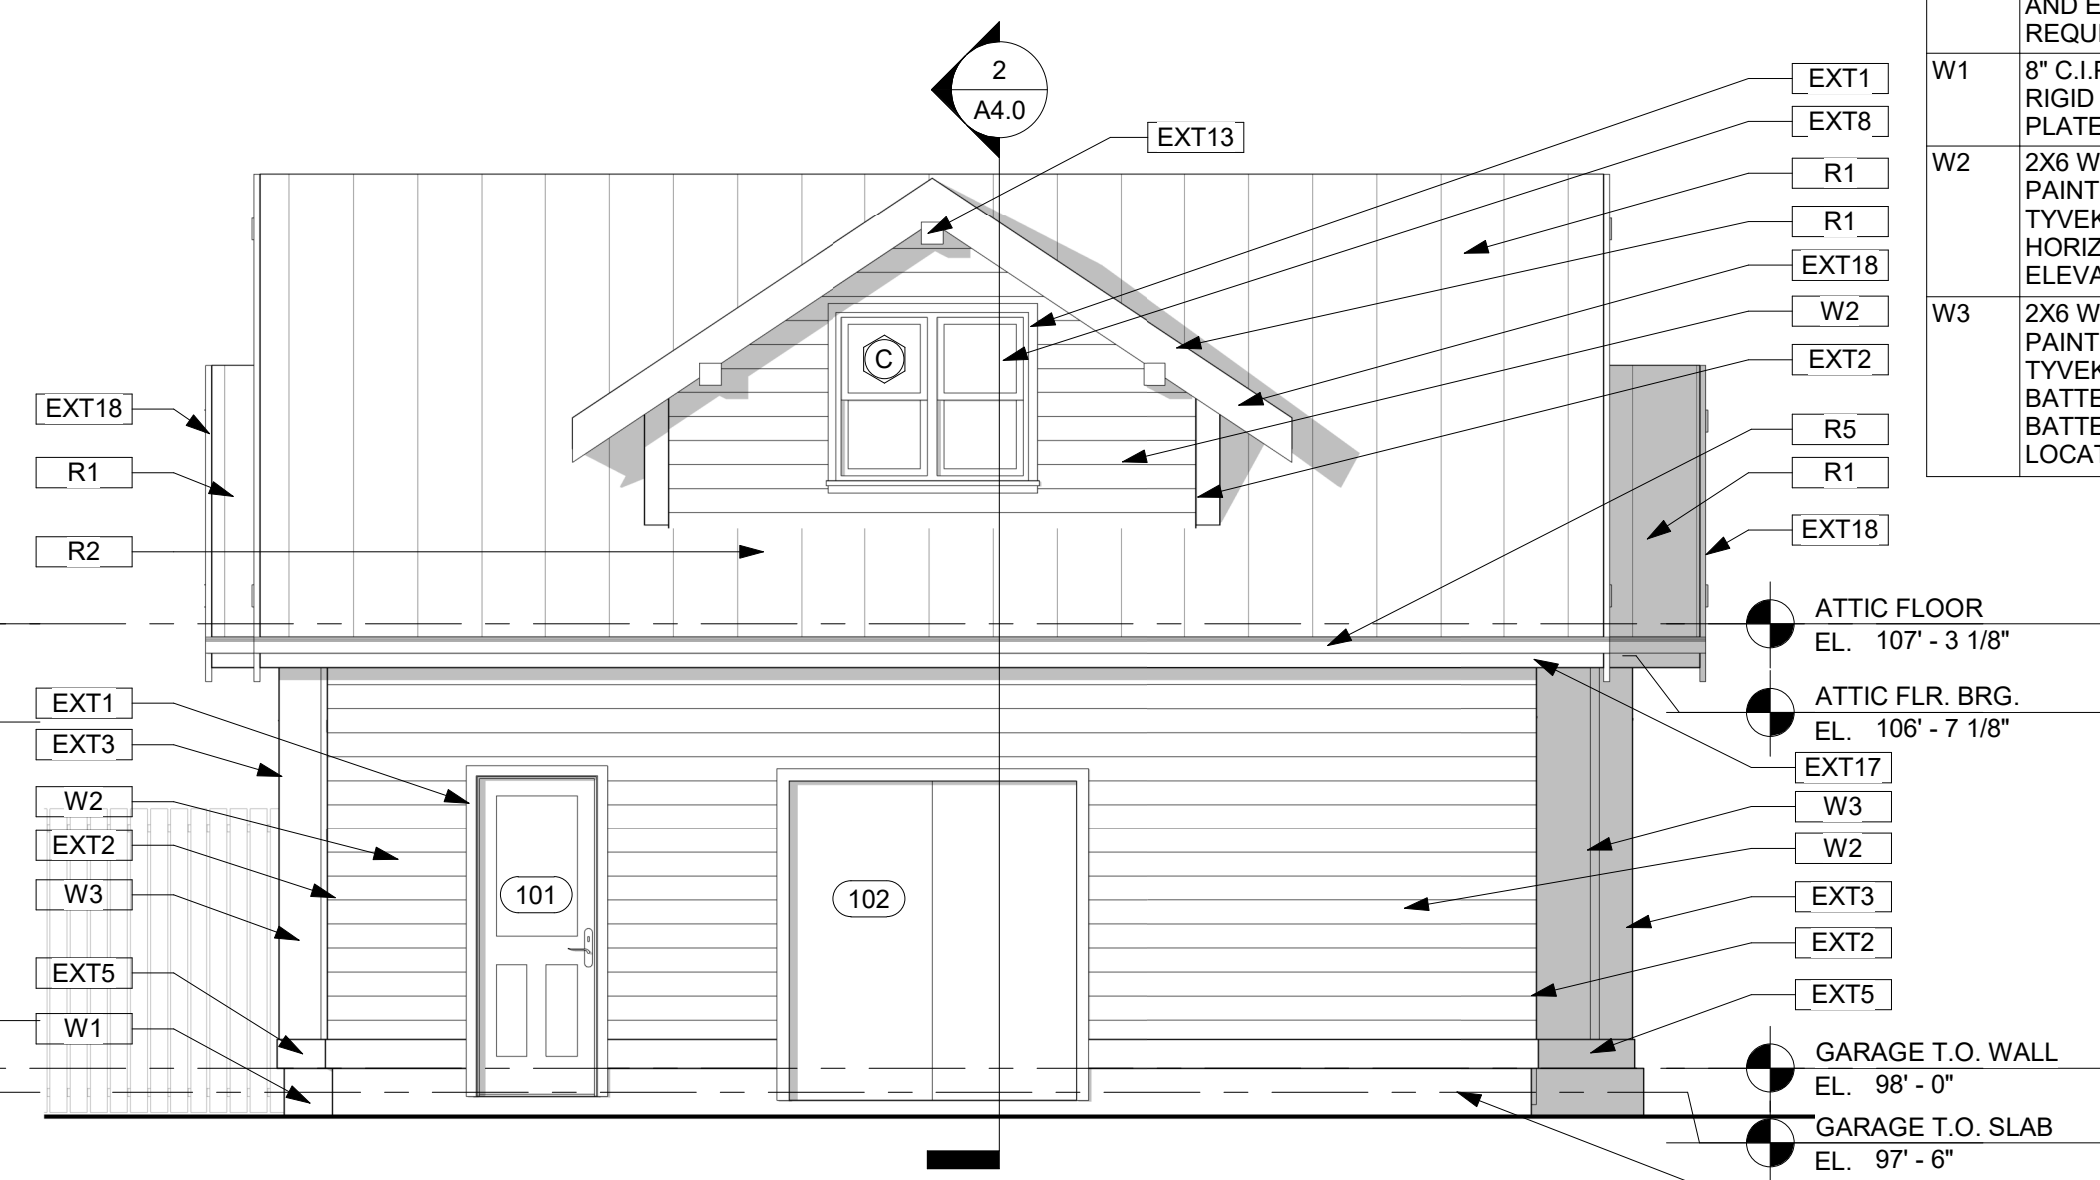 2
A4.0
EXT13
EXT1
EXT8
R1
R1
EXT18
W2
EXT2
R5
R1
EXT18
C
EXT18
R1
R2
ATTIC FLOOR
EL. 107' - 3 1/8"
ATTIC FLR. BRG.
EL. 106' - 7 1/8"
EXT1
EXT3
W2
EXT2
W3
EXT5
W1
101
102
EXT17
W3
W2
EXT3
EXT2
EXT5
GARAGE T.O. WALL
EL. 98' - 0"
GARAGE T.O. SLAB
EL. 97' - 6"
AND E
REQU
W1 8" C.I.
RIGID
PLATE
W2 2X6 W
PAINT
TYVEK
HORIZ
ELEVA
W3 2X6 W
PAINT
TYVEK
BATTE
BATTE
LOCAT